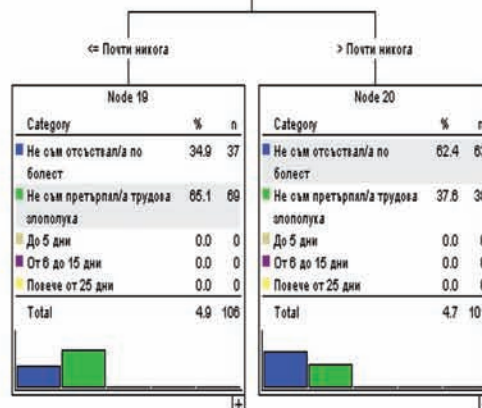 <= Почти никога
> Почти никога
Node 19
Category % n
Не съм отсъствал/а по
болест 34.9 37
Не съм претърпял/а трудова
злополука 65.1 69
До 5 дни 0.0 0
От 6 до 15 дни 0.0 0
Повече от 25 дни 0.0 0
Total 4.9 106
Node 20
Category %
Не съм отсъствал/а по
болест 62.4
Не съм претърпял/а трудова
злополука 37.6
До 5 дни 0.0
От 6 до 15 дни 0.0
Повече от 25 дни 0.0
Total 4.7